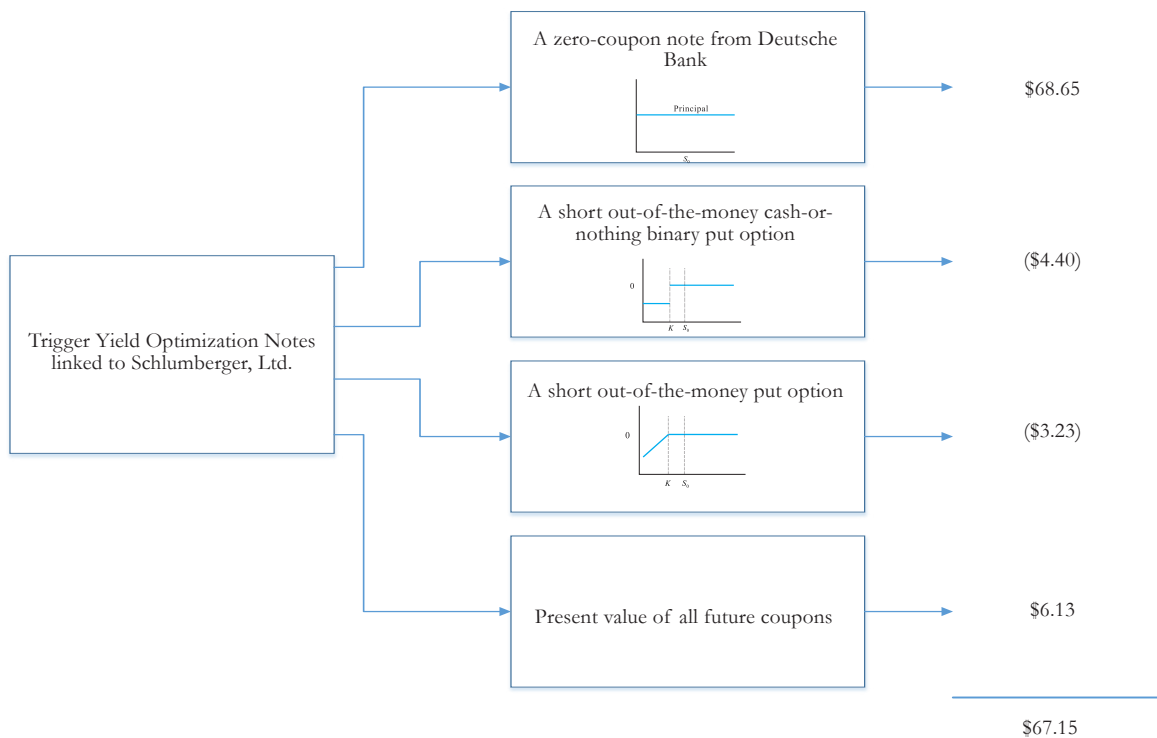 Trigger Yield Optimization Notes
linked to Schlumberger, Ltd.
A zero-coupon note from Deutsche
Bank
Principal
S₀
$68.65
A short out-of-the-money cash-or-
nothing binary put option
0
K S₀
($4.40)
A short out-of-the-money put option
0
K S₀
($3.23)
Present value of all future coupons
$6.13
$67.15